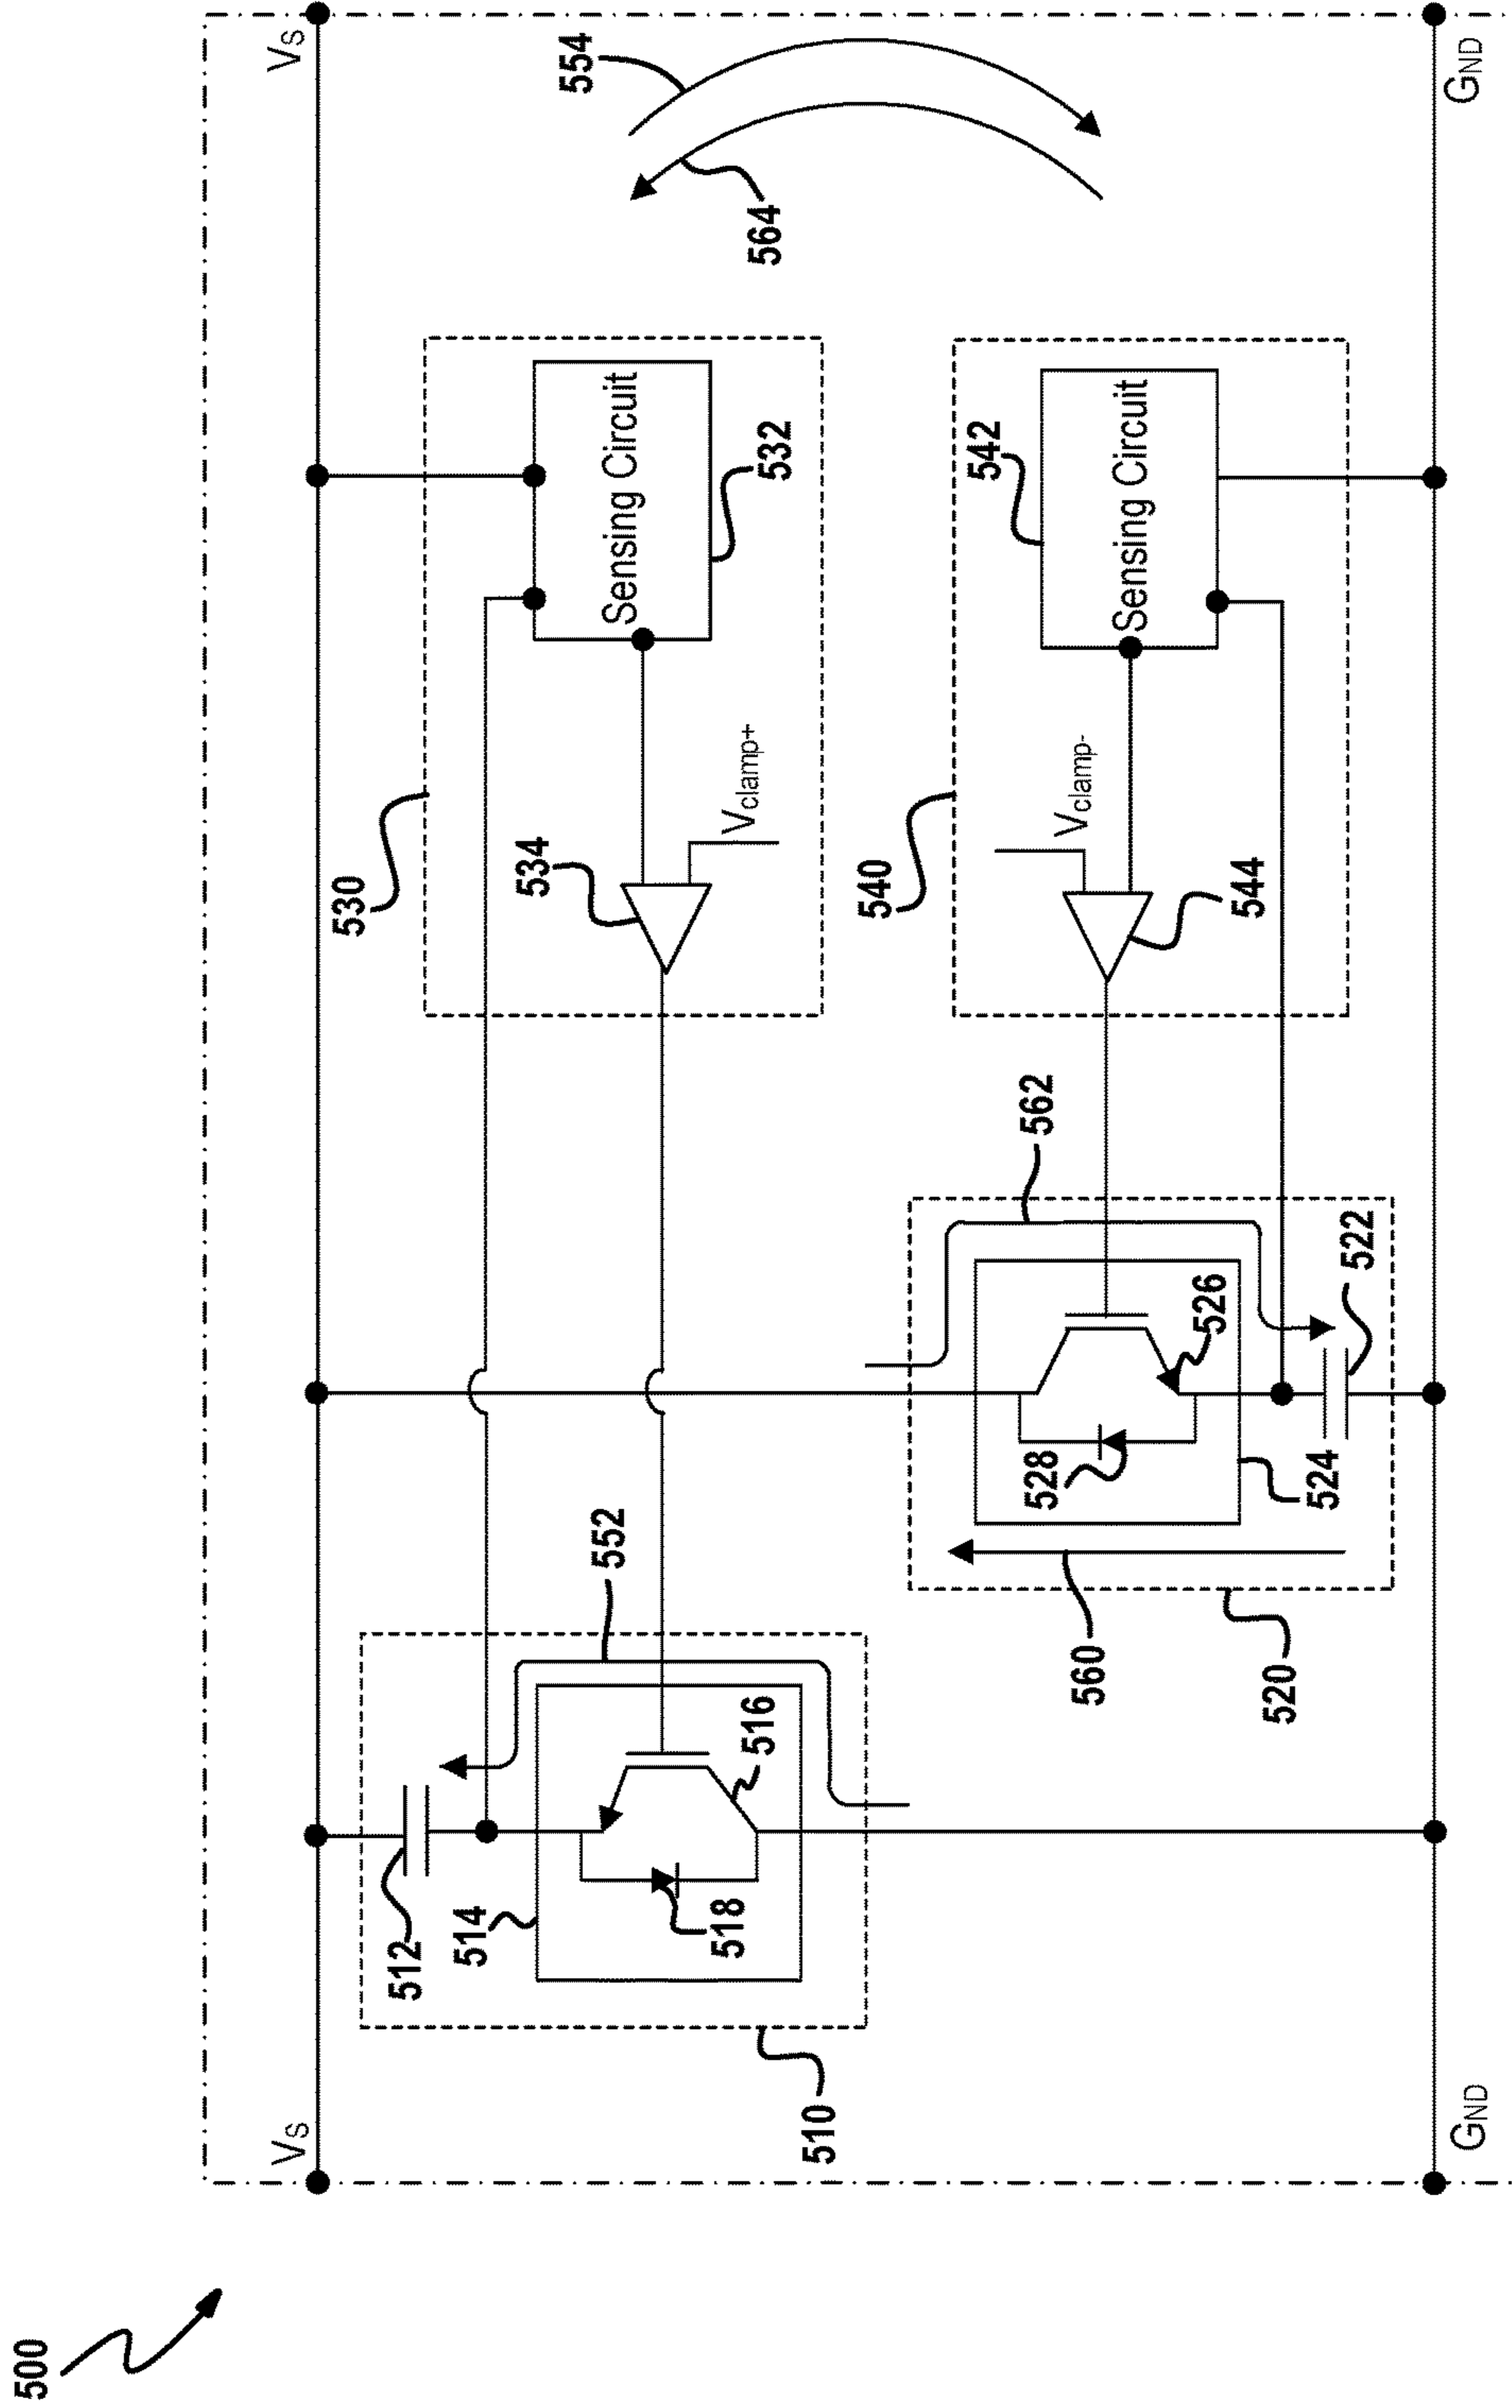 500
VS
VS
530
512
514
534
554
552
Sensing Circuit
518
516
Vclamp+
564
532
510
540
542
528
562
Vclamp-
560
Sensing Circuit
526
544
520
524
522
GND
GND